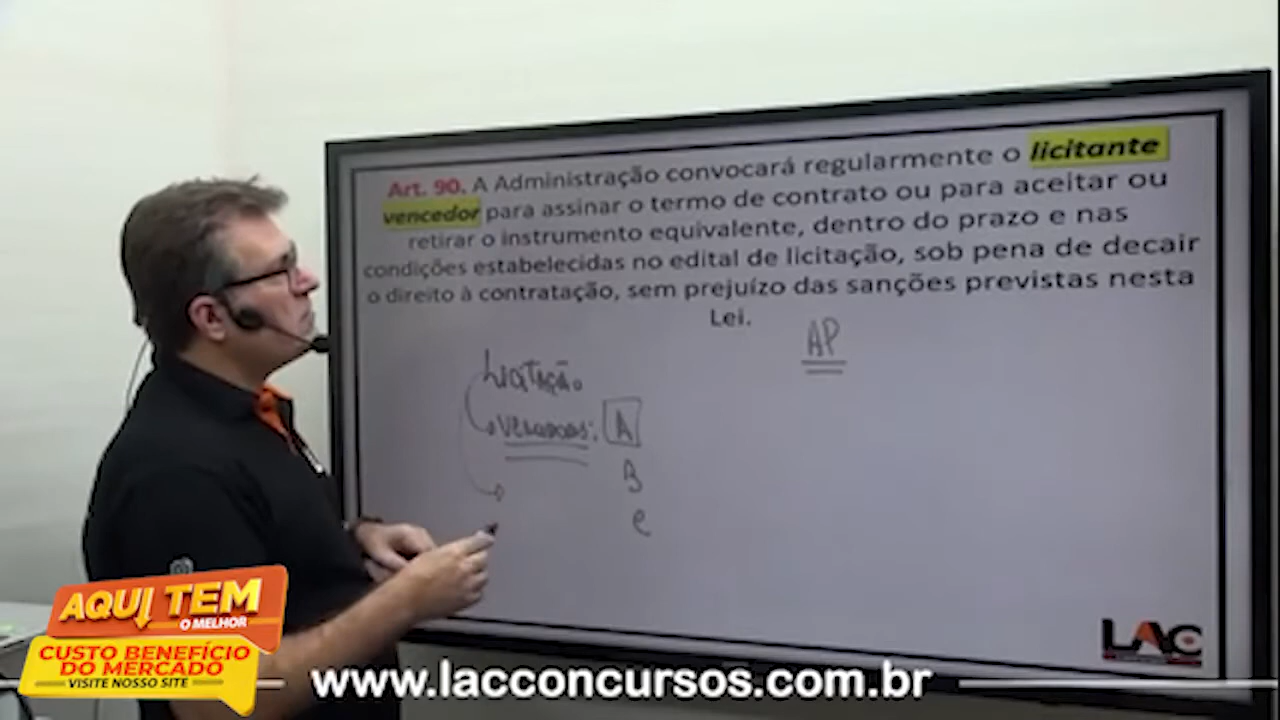 Art. 90. A Administração convocará regularmente o licitante
vencedor para assinar o termo de contrato ou para aceitar ou
retirar o instrumento equivalente, dentro do prazo e nas
condições estabelecidas no edital de licitação, sob pena de decair
o direito à contratação, sem prejuízo das sanções previstas nesta
Lei.
AP
Licitação
A
B
C
LAC
AQUI TEM
O MELHOR
CUSTO BENEFÍCIO
DO MERCADO
VISITE NOSSO SITE
www.lacconcursos.com.br